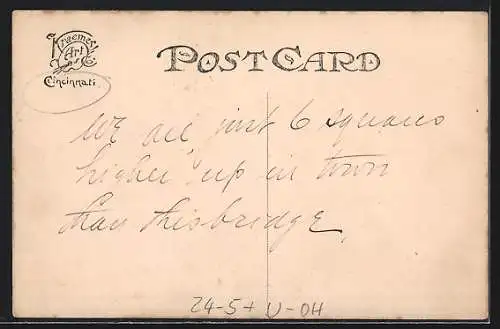 Kraemer
Art
Co.
Cincinnati.
POST CARD
We are just 6 squares
higher up in town
than this bridge.
24-5+ U-OH